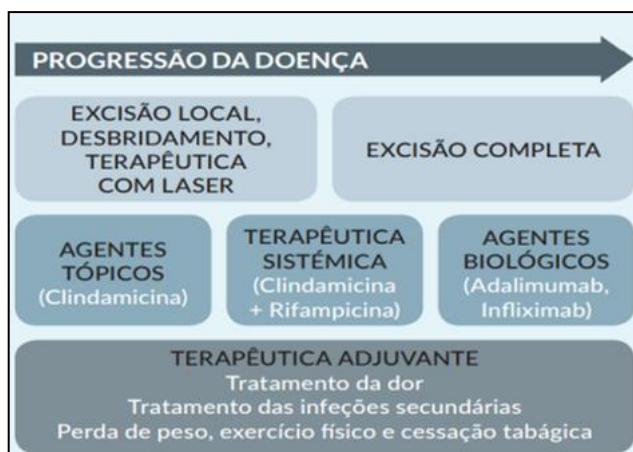 PROGRESSÃO DA DOENÇA
EXCISÃO LOCAL,
DESBRIDAMENTO,
TERAPÊUTICA
COM LASER
EXCISÃO COMPLETA
AGENTES
TÓPICOS
(Clindamicina)
TERAPÊUTICA
SISTÉMICA
(Clindamicina
+ Rifampicina)
AGENTES
BIOLÓGICOS
(Adalimumab,
Infliximab)
TERAPÊUTICA ADJUVANTE
Tratamento da dor
Tratamento das infeções secundárias
Perda de peso, exercício físico e cessação tabágica